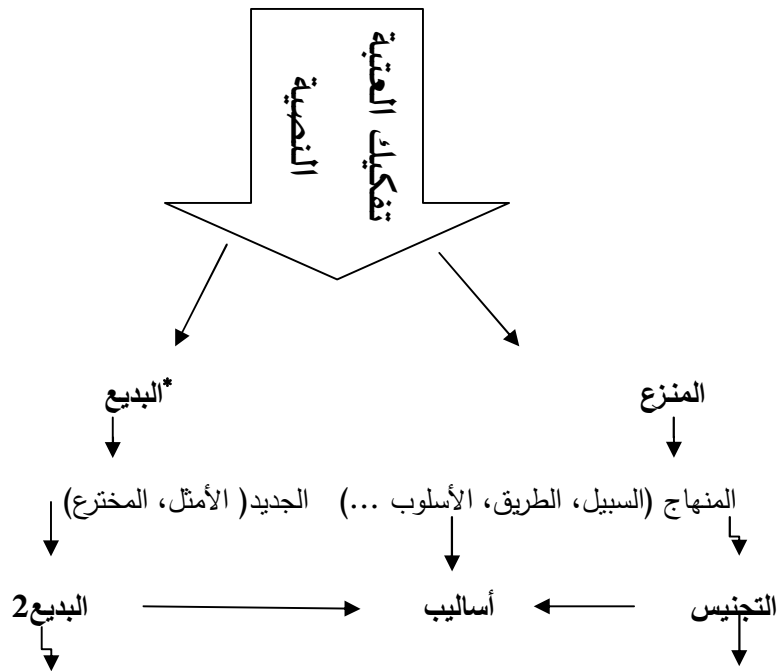 تفكيك العتبة
النصية
المنزع
البديع*
المنهاج (السبيل، الطريق، الأسلوب ...) الجديد( الأمثل، المخترع)
التجنيس أساليب البديع2